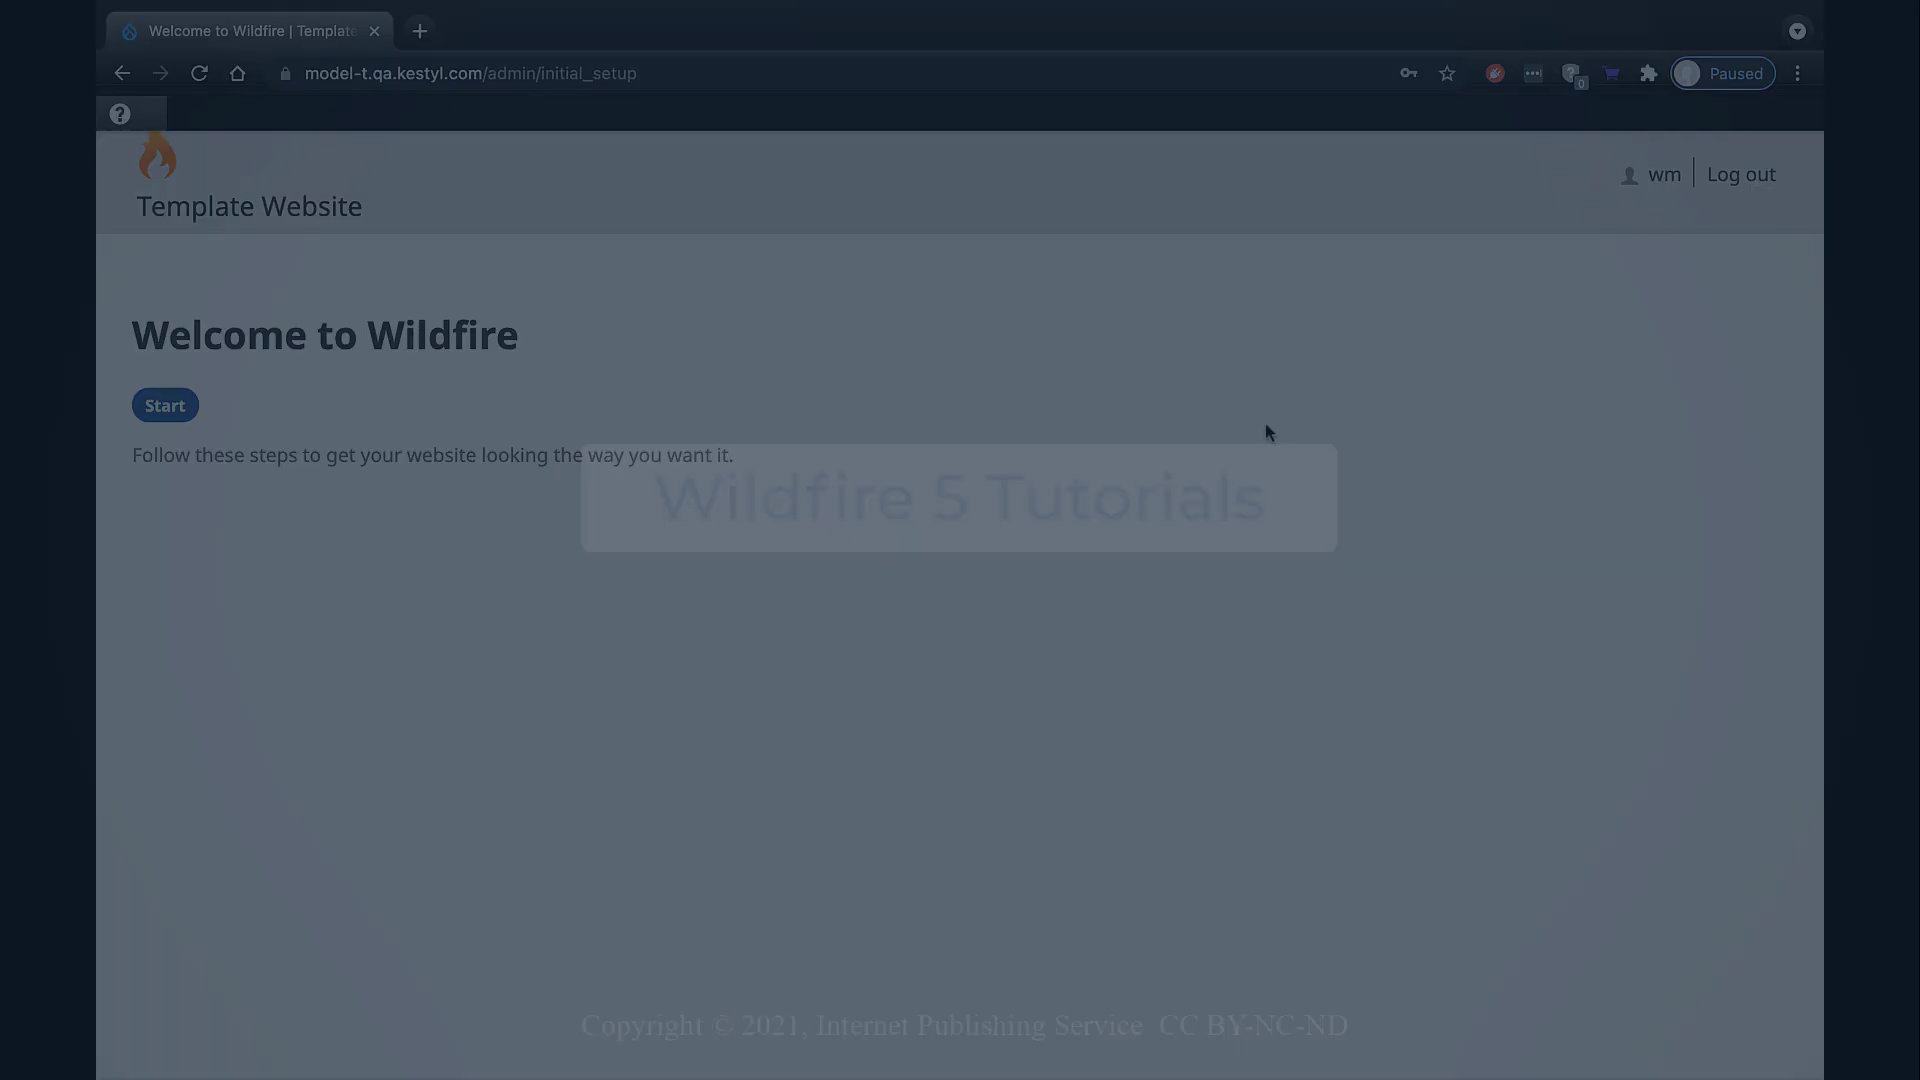 Welcome to Wildfire | Template
model-t.qa.kestyl.com/admin/initial_setup
0
Paused
Template Website
wm
Log out
Welcome to Wildfire
Start
Follow these steps to get your website looking the way you want it.
Wildfire 5 Tutorials
Copyright © 2021, Internet Publishing Service CC BY-NC-ND